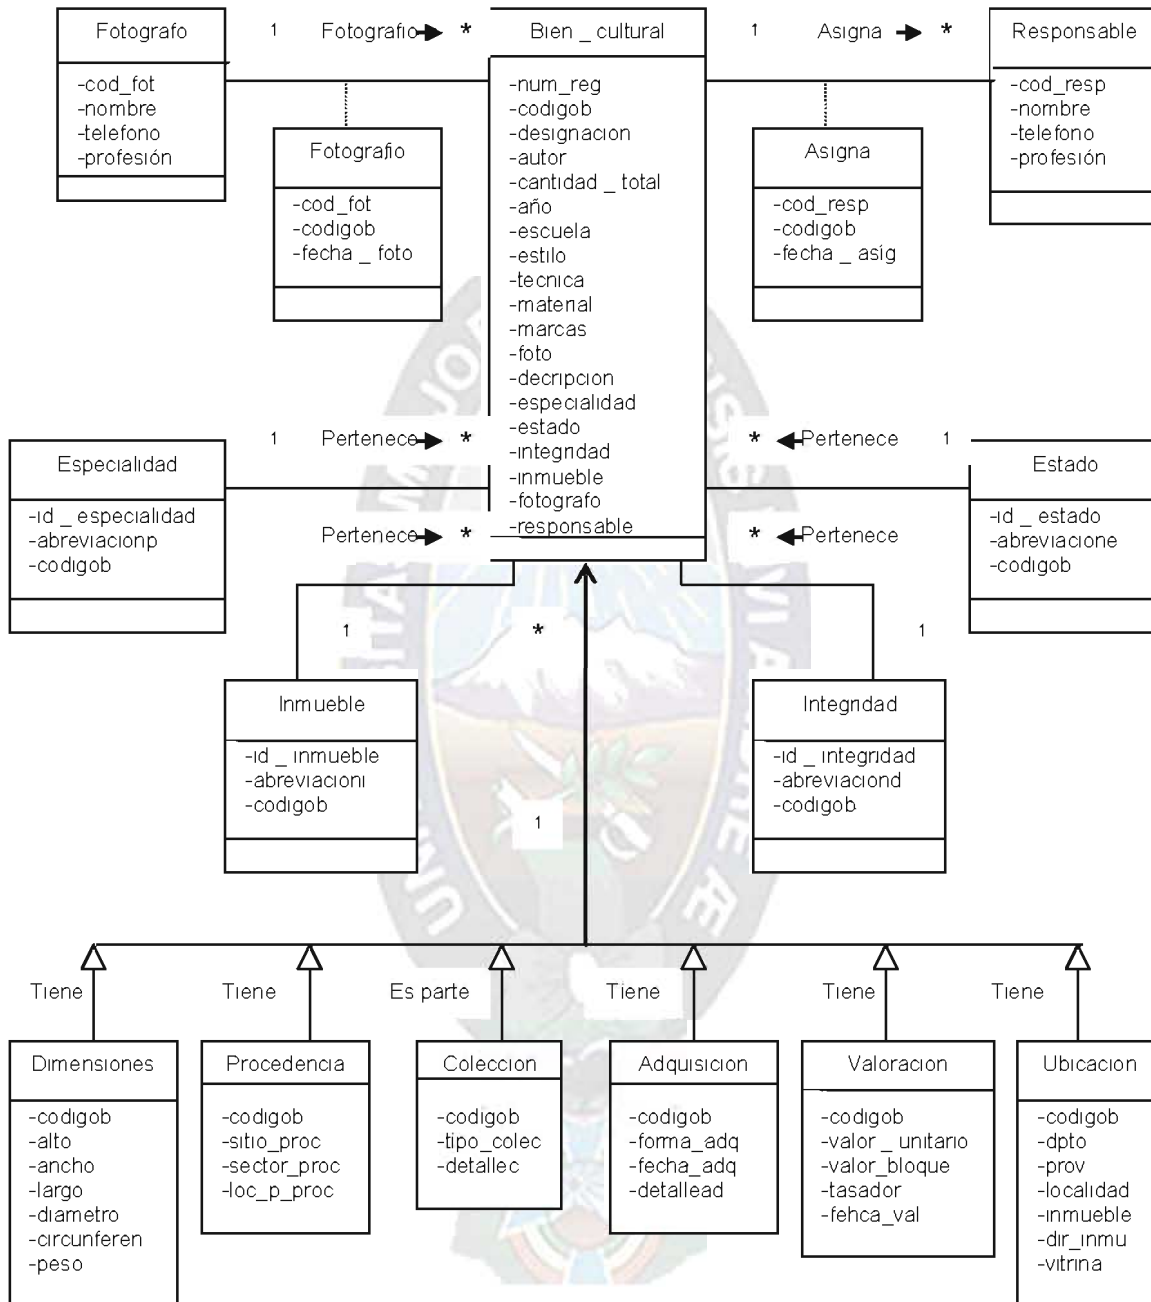 Fotografo
1 Fotografio *
Bien _ cultural
1 Asigna *
Responsable
-cod_fot
-nombre
-telefono
-profesión
Fotografio
-cod_fot
-codigob
-fecha _ foto
-num_reg
-codigob
-designacion
-autor
-cantidad _ total
-año
-escuela
-estilo
-tecnica
-material
-marcas
-foto
-decripcion
-especialidad
-estado
-integridad
-inmueble
-fotografo
-responsable
Asigna
-cod_resp
-codigob
-fecha _ asig
-cod_resp
-nombre
-telefono
-profesión
1 Pertenece *
* Pertenece 1
Especialidad
-id _ especialidad
-abreviacionp
-codigob
Estado
-id _ estado
-abreviacione
-codigob
Pertenece *
* Pertenece
1
*
1
Inmueble
-id _ inmueble
-abreviacioni
-codigob
1
Integridad
-id _ integridad
-abreviaciond
-codigob
Tiene
Tiene
Es parte
Tiene
Tiene
Tiene
Dimensiones
-codigob
-alto
-ancho
-largo
-diametro
-circunferen
-peso
Procedencia
-codigob
-sitio_proc
-sector_proc
-loc_p_proc
Coleccion
-codigob
-tipo_colec
-detallec
Adquisicion
-codigob
-forma_adq
-fecha_adq
-detallead
Valoracion
-codigob
-valor _ unitario
-valor_bloque
-tasador
-fehca_val
Ubicacion
-codigob
-dpto
-prov
-localidad
-inmueble
-dir_inmu
-vitrina